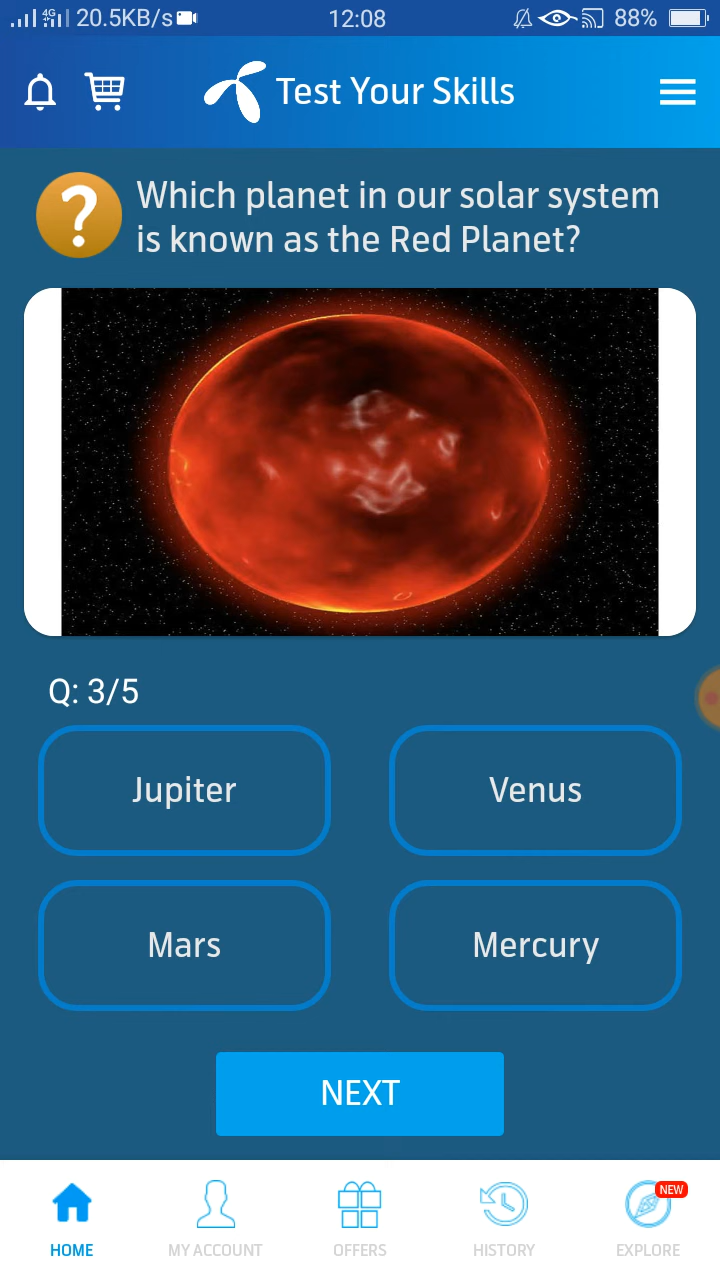 4G 20.5KB/s 12:08 88%
Test Your Skills
?
Which planet in our solar system
is known as the Red Planet?
Q: 3/5
Jupiter Venus
Mars Mercury
NEXT
NEW
HOME MY ACCOUNT OFFERS HISTORY EXPLORE